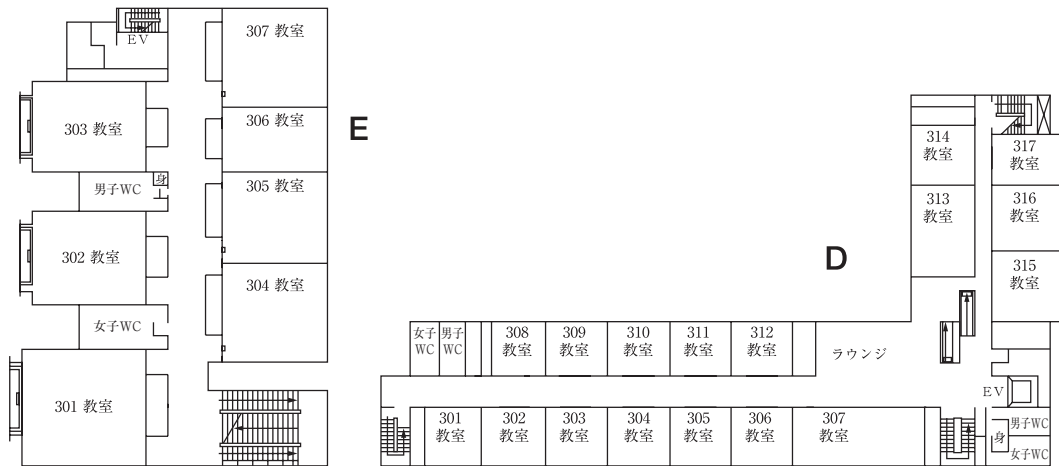 EV
307 教室
306 教室
303 教室
305 教室
男子WC
身
302 教室
304 教室
女子WC
301 教室
E
D
314
教室
317
教室
313
教室
316
教室
315
教室
女子
WC
男子
WC
308
教室
309
教室
310
教室
311
教室
312
教室
ラウンジ
EV
301
教室
302
教室
303
教室
304
教室
305
教室
306
教室
307
教室
身
男子WC
女子WC